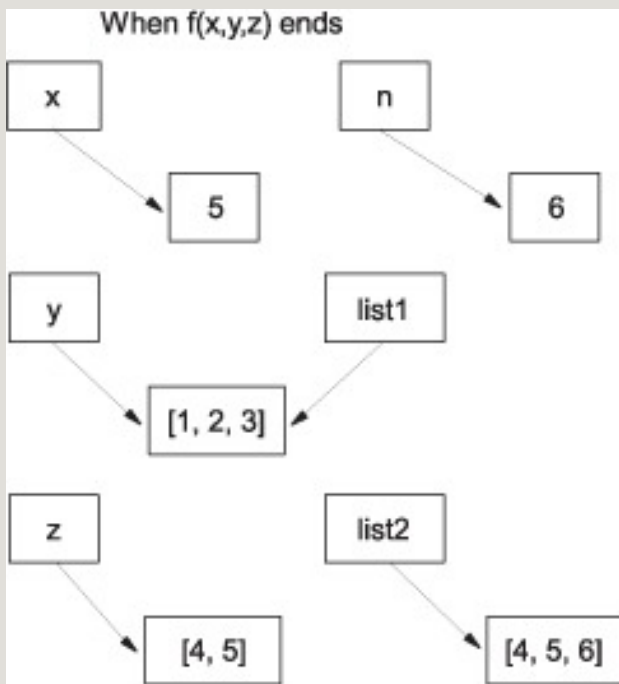 When f(x,y,z) ends
x n
5 6
y list1
[1, 2, 3]
z list2
[4, 5] [4, 5, 6]